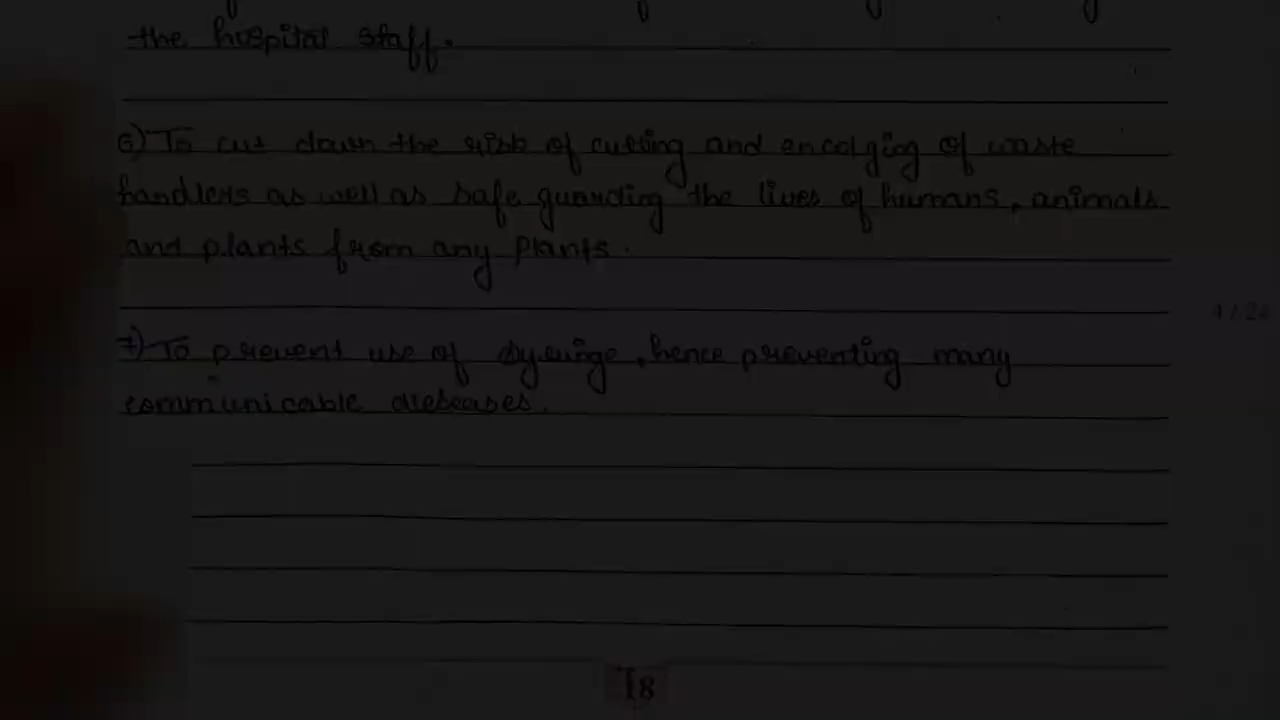 the hospital staff.
6) To cut down the risk of cutting and encolging of waste
handlers as well as safe guarding the lives of humans, animals
and plants from any plants.
7) To prevent use of syringe, hence preventing many
communicable diseases.
18